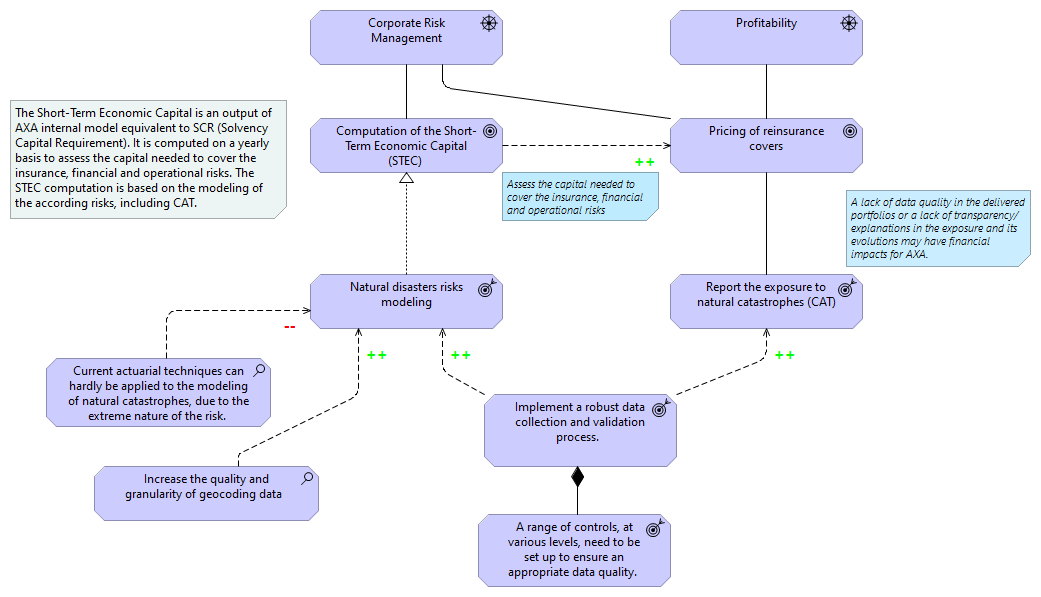 Corporate Risk
Management
Profitability
The Short-Term Economic Capital is an output of
AXA internal model equivalent to SCR (Solvency
Capital Requirement). It is computed on a yearly
basis to assess the capital needed to cover the
insurance, financial and operational risks. The
STEC computation is based on the modeling of
the according risks, including CAT.
Computation of the Short-
Term Economic Capital
(STEC)
++
Pricing of reinsurance
covers
Assess the capital needed to
cover the insurance, financial
and operational risks
A lack of data quality in the delivered
portfolios or a lack of transparency/
explanations in the exposure and its
evolutions may have financial
impacts for AXA.
Natural disasters risks
modeling
Report the exposure to
natural catastrophes (CAT)
--
++
++
++
Current actuarial techniques can
hardly be applied to the modeling
of natural catastrophes, due to the
extreme nature of the risk.
Implement a robust data
collection and validation
process.
Increase the quality and
granularity of geocoding data
A range of controls, at
various levels, need to be
set up to ensure an
appropriate data quality.